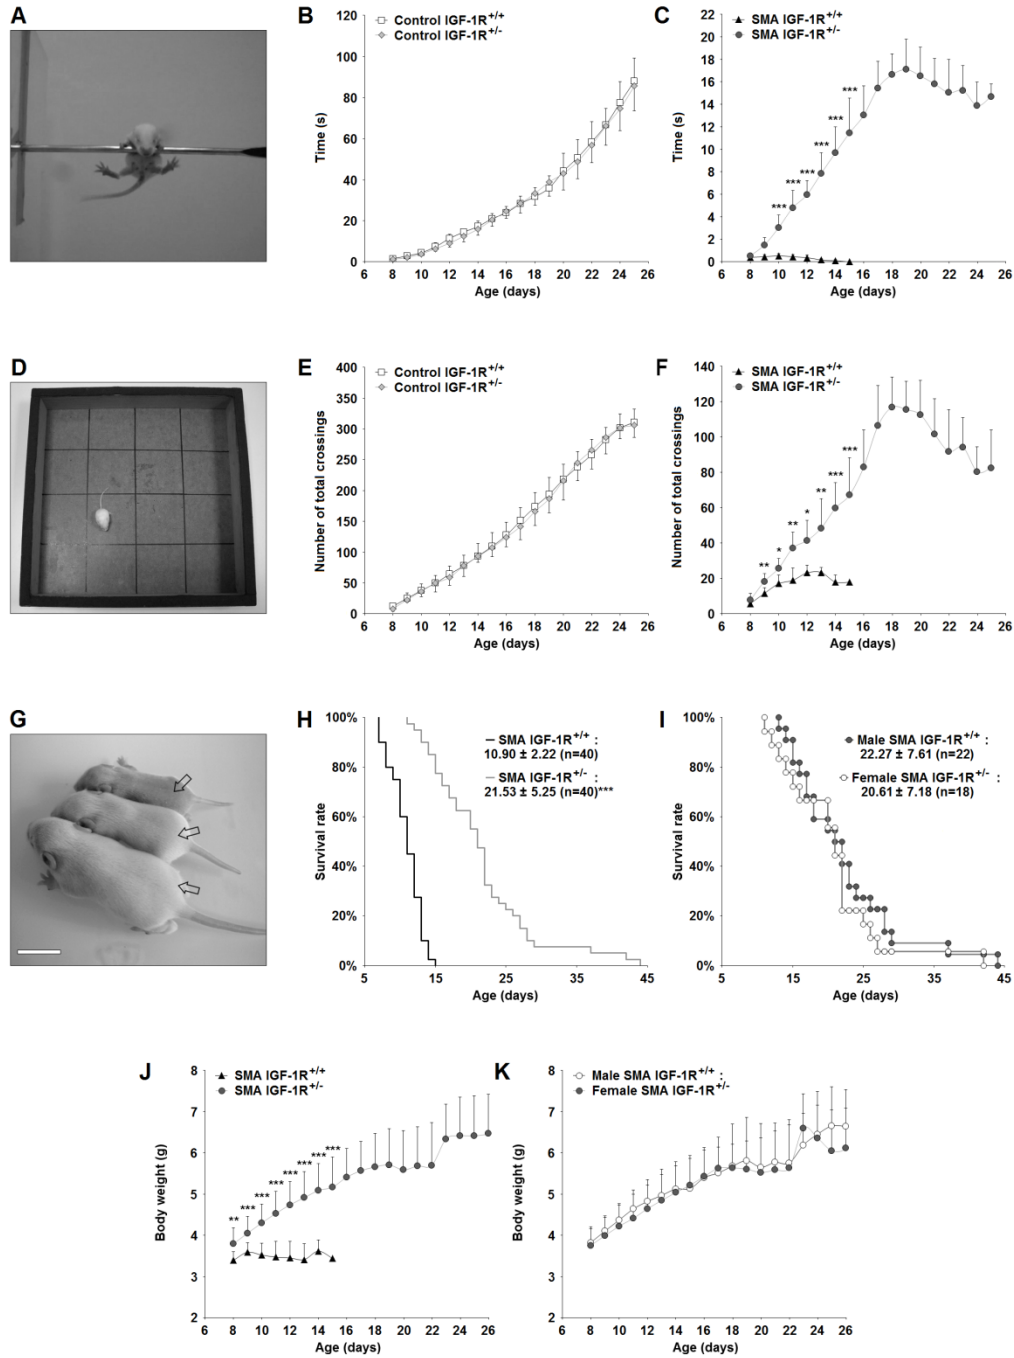 A
B
Control IGF-1R+/+
Control IGF-1R+/-
Time (s)
120
100
80
60
40
20
0
6 8 10 12 14 16 18 20 22 24 26
Age (days)
C
SMA IGF-1R+/+
SMA IGF-1R+/-
Time (s)
22
20
18
16
14
12
10
8
6
4
2
0
*** *** *** *** *** ***
6 8 10 12 14 16 18 20 22 24 26
Age (days)
D
E
Control IGF-1R+/+
Control IGF-1R+/-
Number of total crossings
400
350
300
250
200
150
100
50
0
6 8 10 12 14 16 18 20 22 24 26
Age (days)
F
SMA IGF-1R+/+
SMA IGF-1R+/-
Number of total crossings
140
120
100
80
60
40
20
0
** * ** * ** *** ***
6 8 10 12 14 16 18 20 22 24 26
Age (days)
G
H
SMA IGF-1R+/+ :
10.90 ± 2.22 (n=40)
SMA IGF-1R+/- :
21.53 ± 5.25 (n=40)***
Survival rate
100%
80%
60%
40%
20%
0%
5 15 25 35 45
Age (days)
I
Male SMA IGF-1R+/+ :
22.27 ± 7.61 (n=22)
Female SMA IGF-1R+/- :
20.61 ± 7.18 (n=18)
Survival rate
100%
80%
60%
40%
20%
0%
5 15 25 35 45
Age (days)
J
SMA IGF-1R+/+
SMA IGF-1R+/-
Body weight (g)
8
7
6
5
4
3
2
** *** *** *** *** *** *** ***
6 8 10 12 14 16 18 20 22 24 26
Age (days)
K
Male SMA IGF-1R+/+ :
Female SMA IGF-1R+/-
Body weight (g)
8
7
6
5
4
3
2
6 8 10 12 14 16 18 20 22 24 26
Age (days)